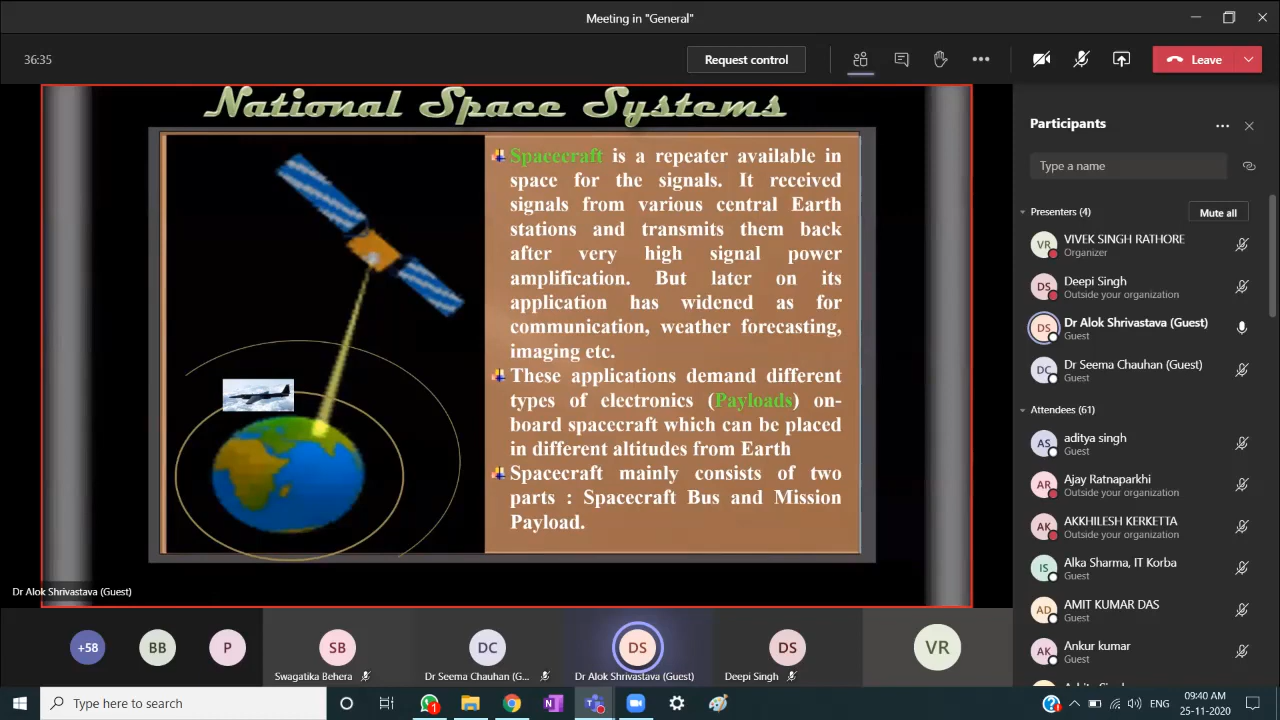 Meeting in "General"
36:35
Request control
Leave
National Space Systems
Spacecraft is a repeater available in
space for the signals. It received
signals from various central Earth
stations and transmits them back
after very high signal power
amplification. But later on its
application has widened as for
communication, weather forecasting,
imaging etc.
These applications demand different
types of electronics (Payloads) on-
board spacecraft which can be placed
in different altitudes from Earth
Spacecraft mainly consists of two
parts : Spacecraft Bus and Mission
Payload.
Dr Alok Shrivastava (Guest)
Participants
Type a name
Presenters (4)
Mute all
VR
VIVEK SINGH RATHORE
Organizer
DS
Deepi Singh
Outside your organization
DS
Dr Alok Shrivastava (Guest)
Guest
DC
Dr Seema Chauhan (Guest)
Guest
Attendees (61)
AS
aditya singh
AR
Ajay Ratnaparkhi
Outside your organization
AK
AKKHILESH KERKETTA
Outside your organization
IS
Alka Sharma, IT Korba
Guest
AD
AMIT KUMAR DAS
Guest
AK
Ankur kumar
Guest
+58
BB
P
SB
Swagatika Behera
DC
Dr Seema Chauhan (G...
DS
Dr Alok Shrivastava (Guest)
DS
Deepi Singh
VR
Type here to search
1
ENG
09:40 AM
25-11-2020